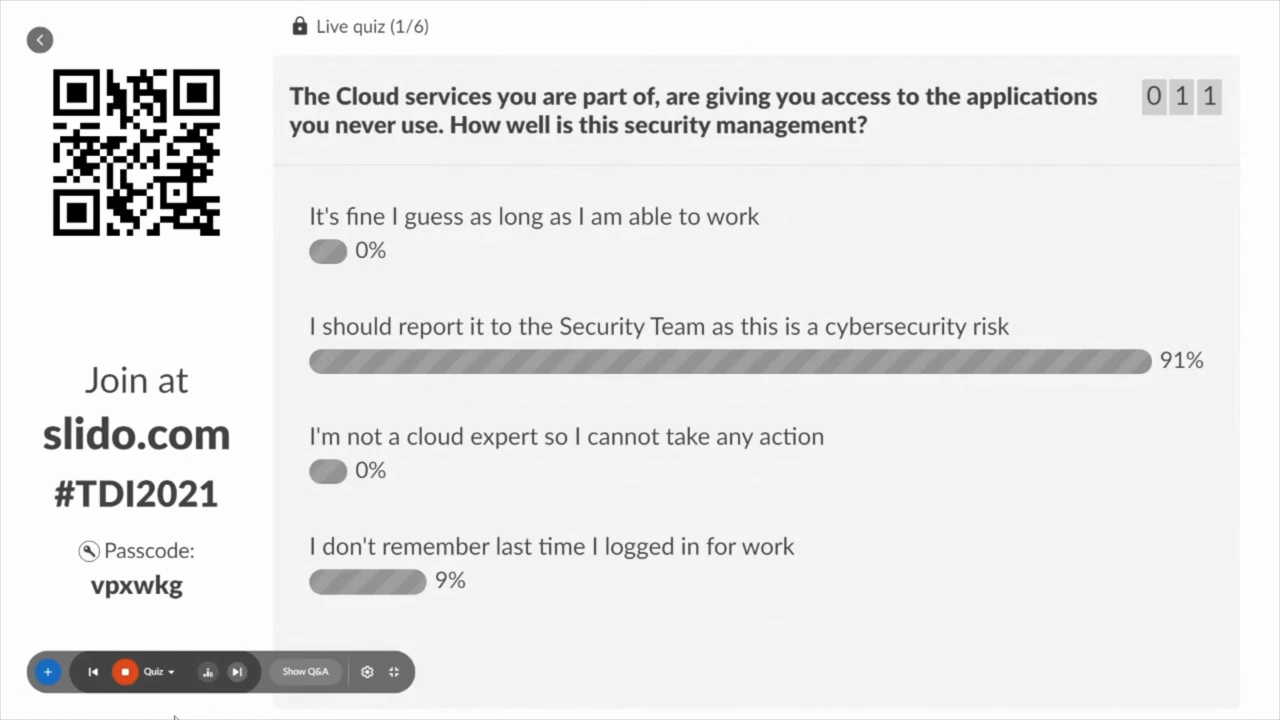 Live quiz (1/6)
The Cloud services you are part of, are giving you access to the applications
you never use. How well is this security management?
0 1 1
It's fine I guess as long as I am able to work
0%
I should report it to the Security Team as this is a cybersecurity risk
91%
I'm not a cloud expert so I cannot take any action
0%
I don't remember last time I logged in for work
9%
Join at
slido.com
#TDI2021
Passcode:
vpxwkg
Quiz
Show Q&A